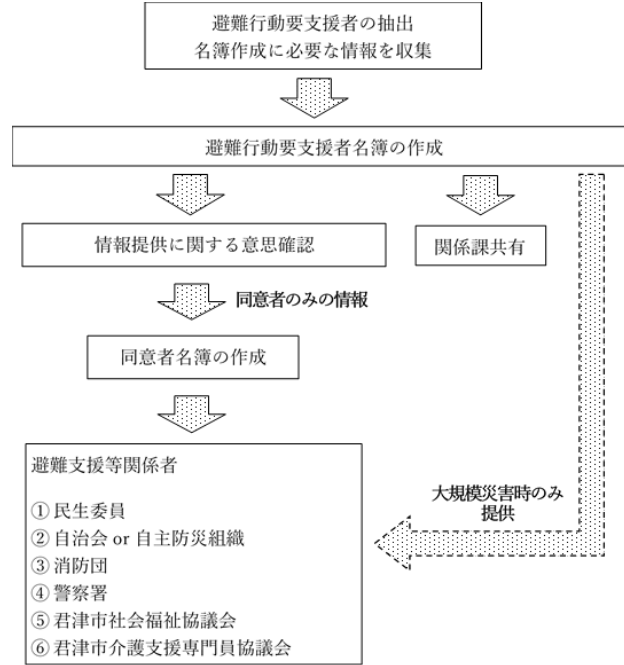 避難行動要支援者の抽出
名簿作成に必要な情報を収集
避難行動要支援者名簿の作成
情報提供に関する意思確認
関係課共有
同意者のみの情報
同意者名簿の作成
避難支援等関係者
①民生委員
②自治会 or 自主防災組織
③消防団
④警察署
⑤君津市社会福祉協議会
⑥君津市介護支援専門員協議会
大規模災害時のみ
提供